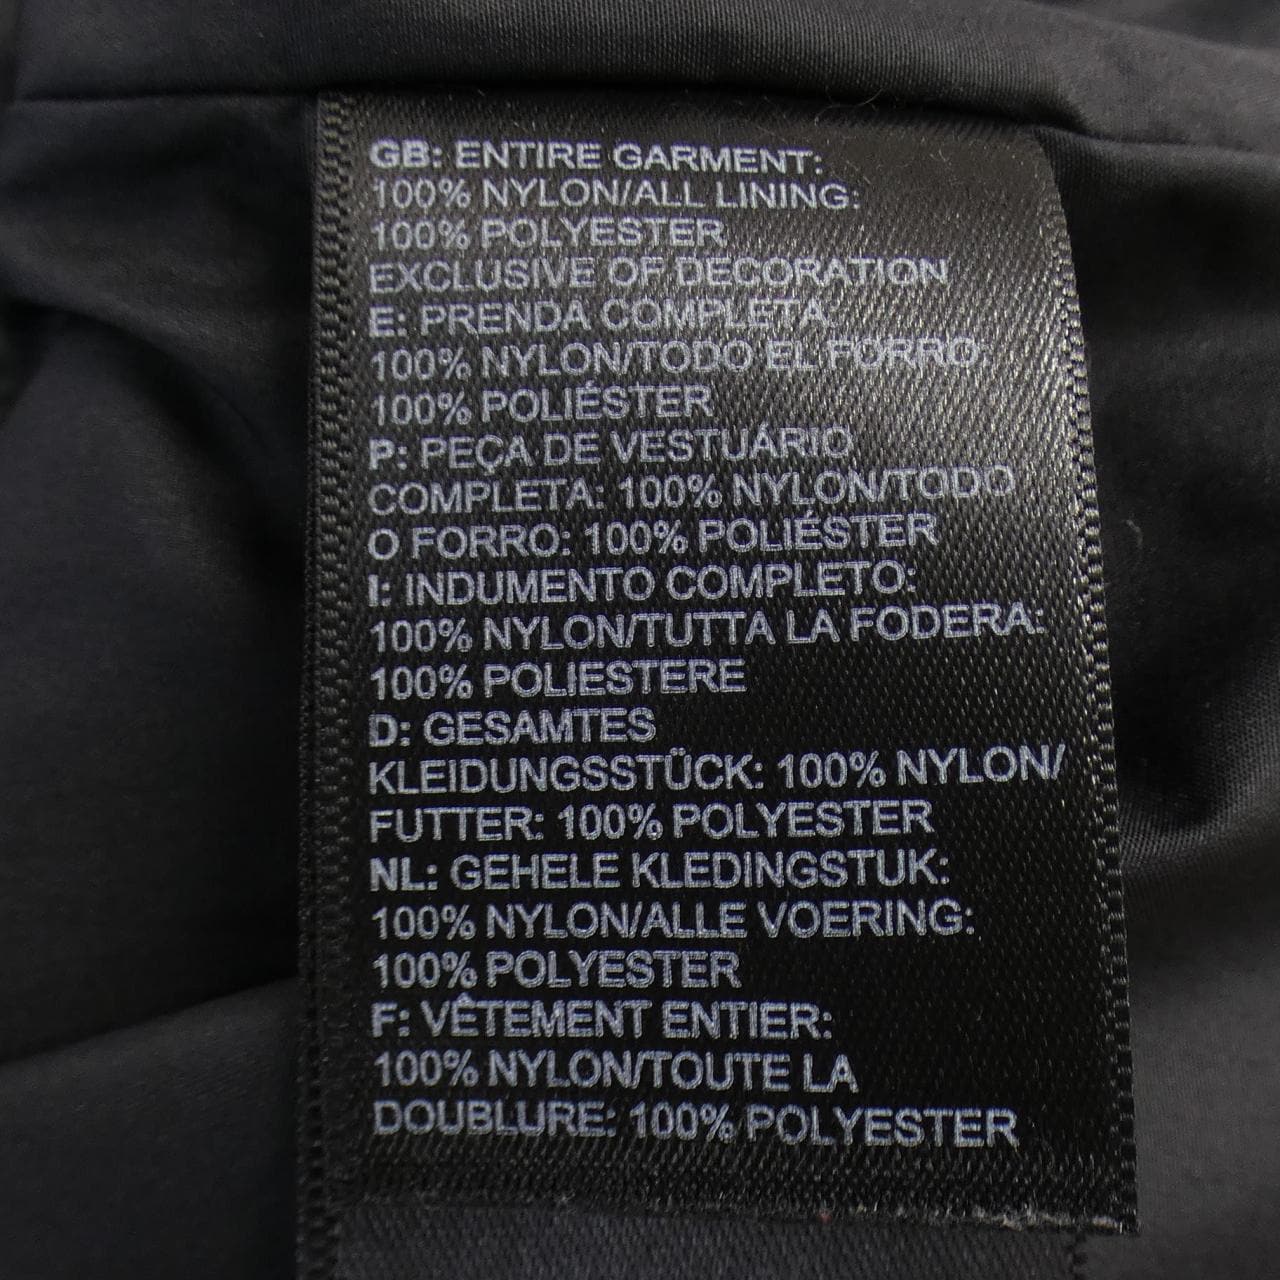 GB: ENTIRE GARMENT:
100% NYLON/ALL LINING:
100% POLYESTER
EXCLUSIVE OF DECORATION
E: PRENDA COMPLETA:
100% NYLON/TODO EL FORRO:
100% POLIÉSTER
P: PEÇA DE VESTUÁRIO
COMPLETA: 100% NYLON/TODO
O FORRO: 100% POLIÉSTER
I: INDUMENTO COMPLETO:
100% NYLON/TUTTA LA FODERA:
100% POLIESTERE
D: GESAMTES
KLEIDUNGSSTÜCK: 100% NYLON/
FUTTER: 100% POLYESTER
NL: GEHELE KLEDINGSTUK:
100% NYLON/ALLE VOERING:
100% POLYESTER
F: VÊTEMENT ENTIER:
100% NYLON/TOUTE LA
DOUBLURE: 100% POLYESTER